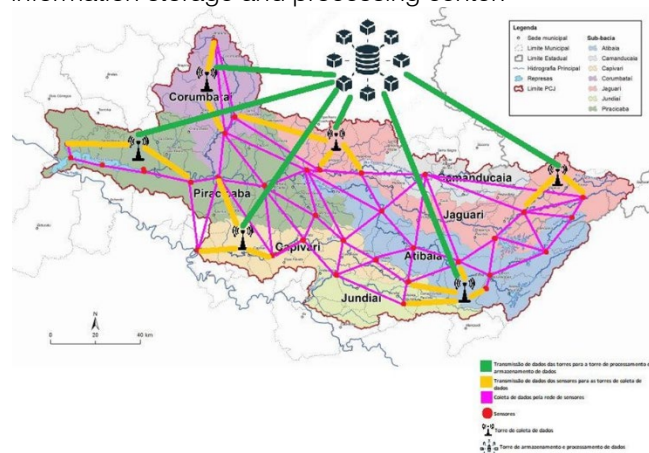 information storage and processing center.
Legenda
Sede municipal
Limite Municipal
Limite Estadual
Hidrografia Principal
Represas
Limite PCJ
Sub-bacia
Atibaia
Camanducaia
Capivari
Corumbataí
Jaguari
Jundiaí
Piracicaba
Corumbataí
Piracicaba
Capivari
Jundiaí
Atibaia
Jaguari
N
0 20 40 km
Transmissão de dados das torres para a torre de processamento e
armazenamento de dados
Transmissão de dados dos sensores para as torres de coleta de
dados
Coleta de dados pela rede de sensores
Sensores
Torre de coleta de dados
Torre de armazenamento e processamento de dados